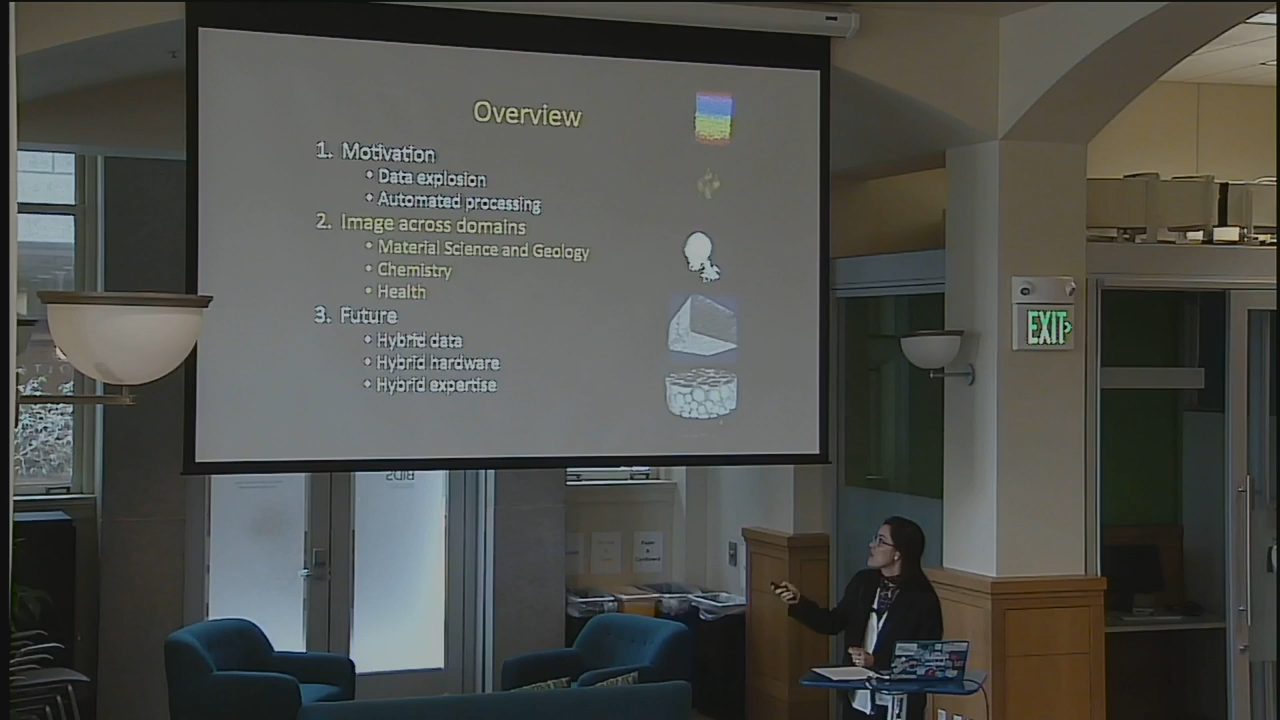 Overview
1. Motivation
• Data explosion
• Automated processing
2. Image across domains
• Material Science and Geology
• Chemistry
• Health
3. Future
• Hybrid data
• Hybrid hardware
• Hybrid expertise
EXIT
BIDS